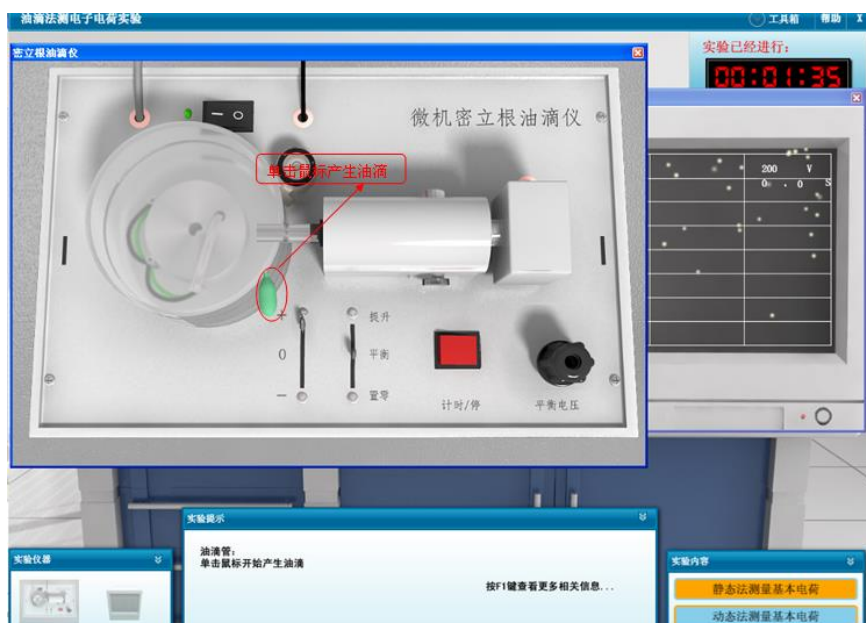 油滴法测电子电荷实验
工具箱 帮助 X
密立根油滴仪
实验已经进行:
00:01:35
微机密立根油滴仪
单击鼠标产生油滴
200 V
0 . 0 S
+
0
-
提升
平衡
置零
计时/停
平衡电压
实验提示
油滴管:
单击鼠标开始产生油滴
按F1键查看更多相关信息...
实验仪器
实验内容
静态法测量基本电荷
动态法测量基本电荷